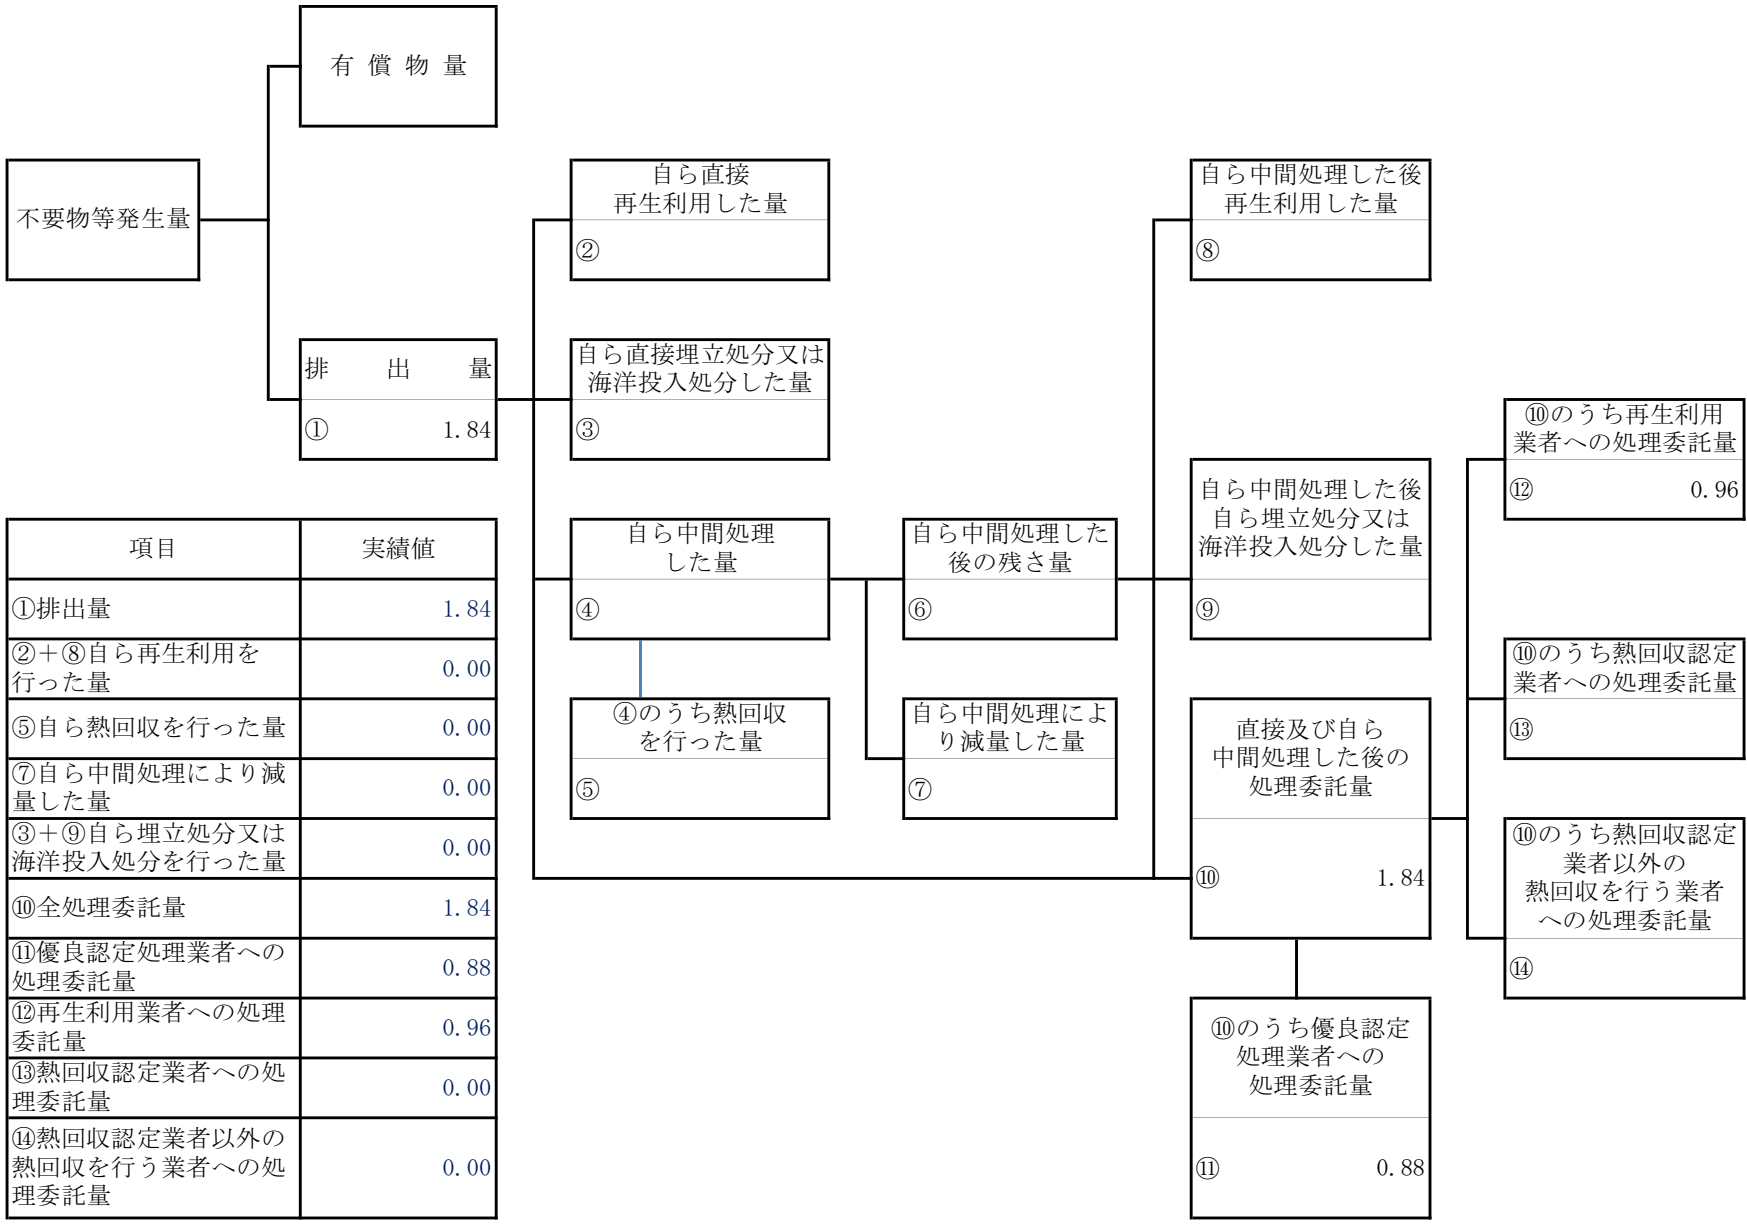 有償物量
不要物等発生量
排出量
① 1.84
自ら直接
再生利用した量
②
自ら直接埋立処分又は
海洋投入処分した量
③
自ら中間処理
した量
④
④のうち熱回収
を行った量
⑤
自ら中間処理した
後の残さ量
⑥
自ら中間処理によ
り減量した量
⑦
自ら中間処理した後
再生利用した量
⑧
自ら中間処理した後
自ら埋立処分又は
海洋投入処分した量
⑨
直接及び自ら
中間処理した後の
処理委託量
⑩ 1.84
⑩のうち優良認定
処理業者への
処理委託量
⑪ 0.88
⑩のうち再生利用
業者への処理委託量
⑫ 0.96
⑩のうち熱回収認定
業者への処理委託量
⑬
⑩のうち熱回収認定
業者以外の
熱回収を行う業者
への処理委託量
⑭
項目 実績値
①排出量 1.84
②＋⑧自ら再生利用を
行った量 0.00
⑤自ら熱回収を行った量 0.00
⑦自ら中間処理により減
量した量 0.00
③＋⑨自ら埋立処分又は
海洋投入処分を行った量 0.00
⑩全処理委託量 1.84
⑪優良認定処理業者への
処理委託量 0.88
⑫再生利用業者への処理
委託量 0.96
⑬熱回収認定業者への処
理委託量 0.00
⑭熱回収認定業者以外の
熱回収を行う業者への処
理委託量 0.00